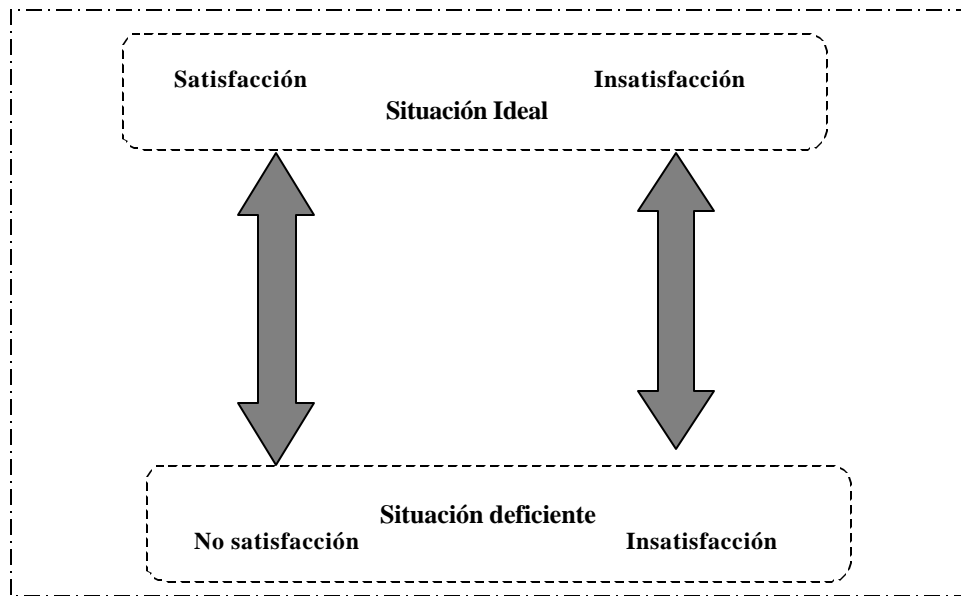 Satisfacción Insatisfacción
Situación Ideal
Situación deficiente
No satisfacción Insatisfacción